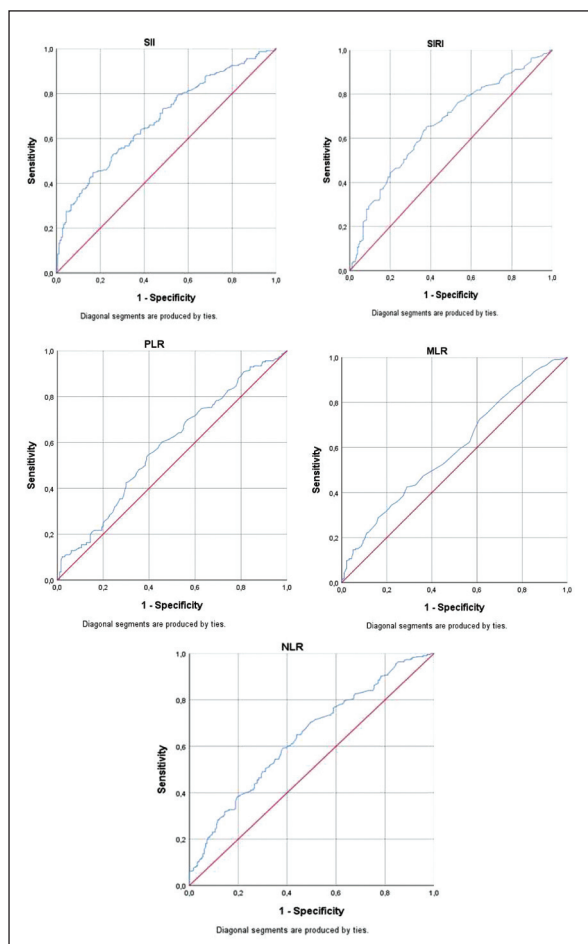 SII
1,0
0,8
0,6
0,4
0,2
0,0
0,0 0,2 0,4 0,6 0,8 1,0
Sensitivity
1 - Specificity
Diagonal segments are produced by ties.
SIRI
1,0
0,8
0,6
0,4
0,2
0,0
0,0 0,2 0,4 0,6 0,8 1,0
Sensitivity
1 - Specificity
Diagonal segments are produced by ties.
PLR
1,0
0,8
0,6
0,4
0,2
0,0
0,0 0,2 0,4 0,6 0,8 1,0
Sensitivity
1 - Specificity
Diagonal segments are produced by ties.
MLR
1,0
0,8
0,6
0,4
0,2
0,0
0,0 0,2 0,4 0,6 0,8 1,0
Sensitivity
1 - Specificity
Diagonal segments are produced by ties.
NLR
1,0
0,8
0,6
0,4
0,2
0,0
0,0 0,2 0,4 0,6 0,8 1,0
Sensitivity
1 - Specificity
Diagonal segments are produced by ties.